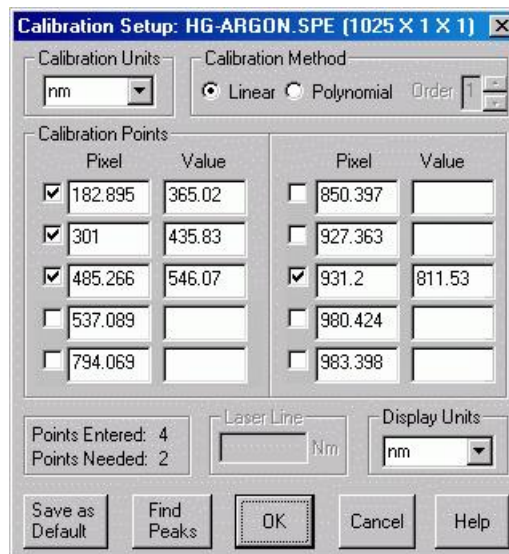 Calibration Setup: HG-ARGON.SPE (1025 X 1 X 1)
Calibration Units
nm
Calibration Method
Linear Polynomial Order 1
Calibration Points
Pixel Value Pixel Value
182.895 365.02 850.397
301 435.83 927.363
485.266 546.07 931.2 811.53
537.089 980.424
794.069 983.398
Points Entered: 4
Points Needed: 2
Laser Line
Nm
Display Units
nm
Save as
Default
Find
Peaks
OK
Cancel
Help